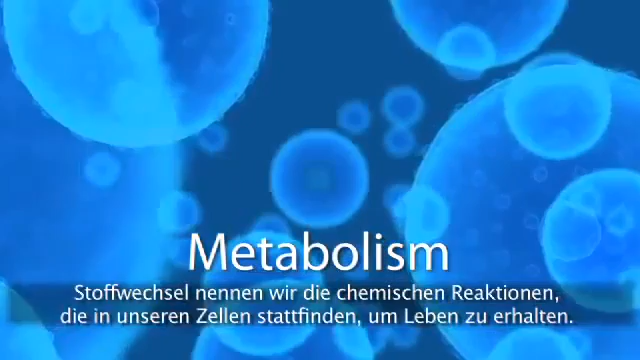 Metabolism
Stoffwechsel nennen wir die chemischen Reaktionen,
die in unseren Zellen stattfinden, um Leben zu erhalten.